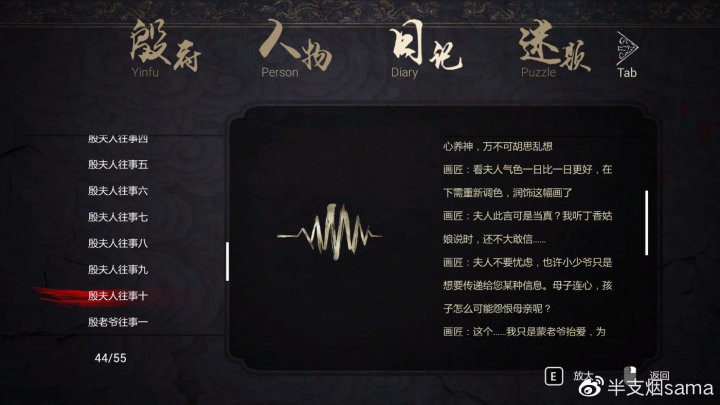 殷府 人物 日记 迷踪
Yinfu Person Diary Puzzle Tab
殷夫人往事四
殷夫人往事五
殷夫人往事六
殷夫人往事七
殷夫人往事八
殷夫人往事九
殷夫人往事十
殷老爷往事一
44/55
心养神，万不可胡思乱想
画匠：看夫人气色一日比一日更好，在
下需重新调色，润饰这幅画了
画匠：夫人此言可是当真？我听丁香姑
娘说时，还不大敢信……
画匠：夫人不要忧虑，也许小少爷只是
想要传递给您某种信息。母子连心，孩
子怎么可能怨恨母亲呢？
画匠：这个……我只是蒙老爷抬爱，为
E 放大 返回
半支烟sama